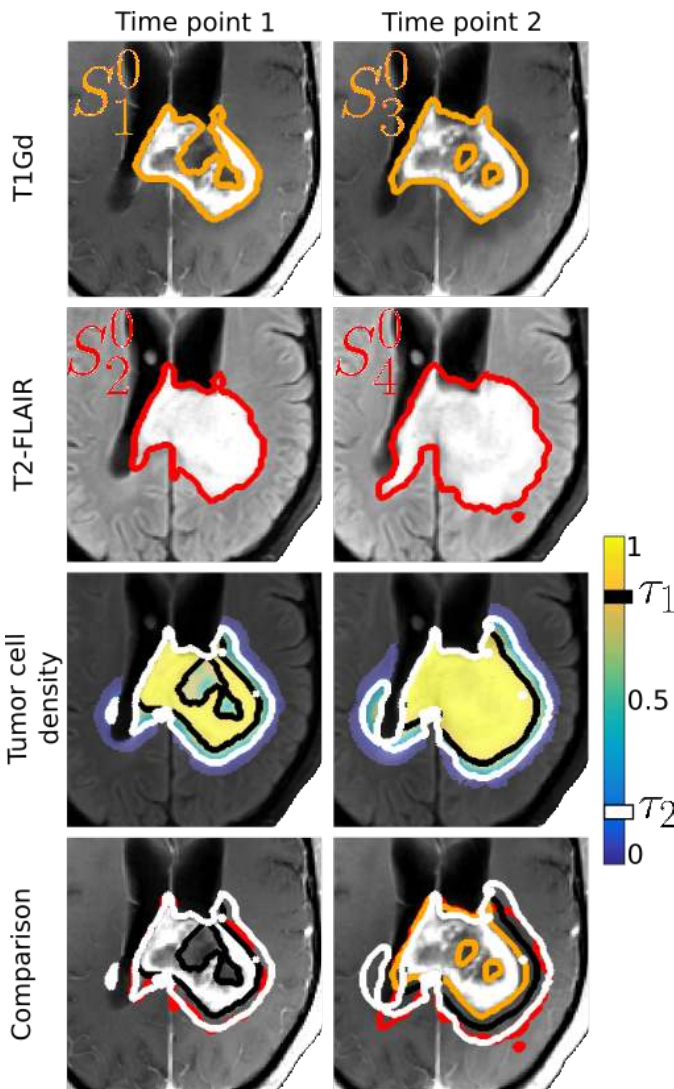 Time point 1 Time point 2
T1Gd
S_1^0
S_3^0
T2-FLAIR
S_2^0
S_4^0
Tumor cell
density
1
τ_1
0.5
τ_2
0
Comparison